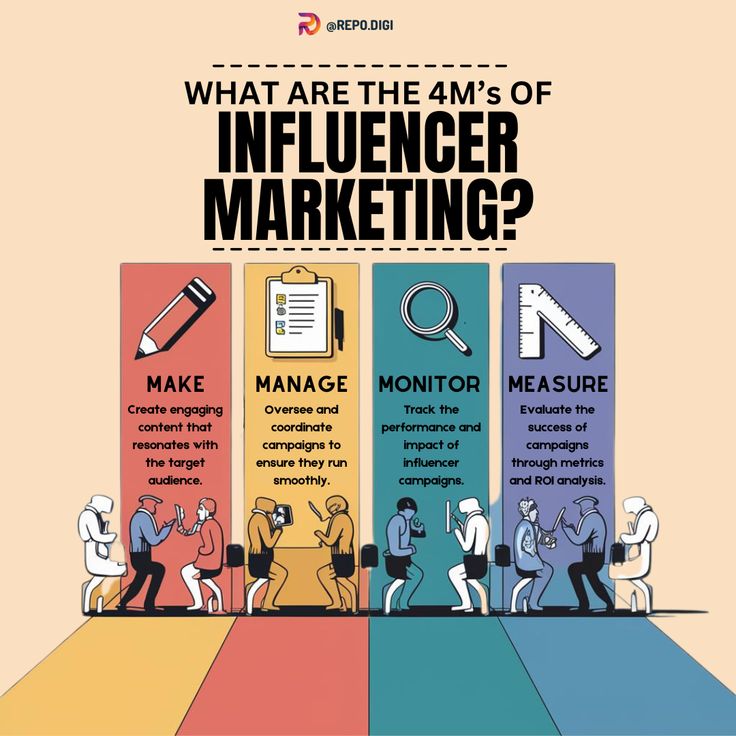 @REPO.DIGI
WHAT ARE THE 4M's OF
INFLUENCER
MARKETING?
MAKE
Create engaging
content that
resonates with
the target
audience.
MANAGE
Oversee and
coordinate
campaigns to
ensure they run
smoothly.
MONITOR
Track the
performance and
impact of
influencer
campaigns.
MEASURE
Evaluate the
success of
campaigns
through metrics
and ROI analysis.